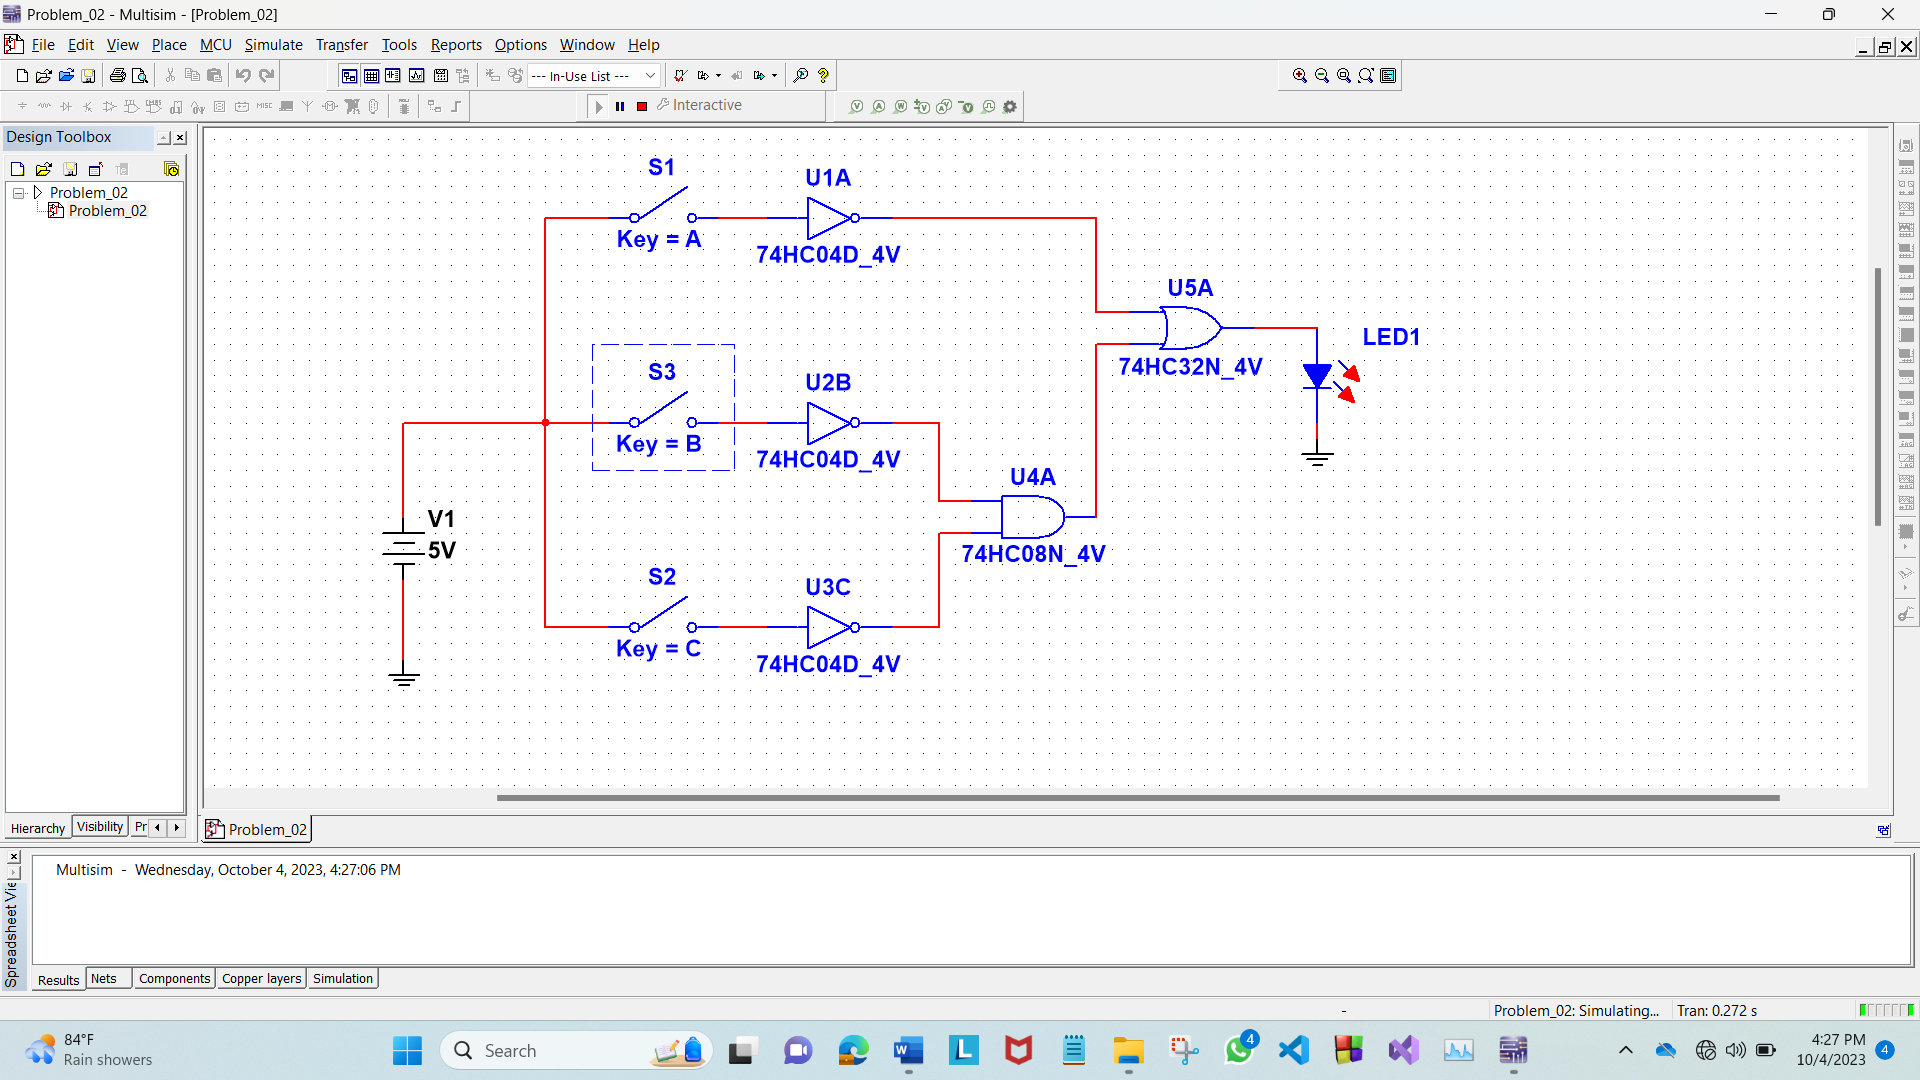 Problem_02 - Multisim - [Problem_02]
File Edit View Place MCU Simulate Transfer Tools Reports Options Window Help
--- In-Use List ---
MISC
Interactive
Design Toolbox
Problem_02
Problem_02
S1
Key = A
U1A
74HC04D_4V
U5A
74HC32N_4V
LED1
S3
Key = B
U2B
74HC04D_4V
U4A
74HC08N_4V
V1
5V
S2
Key = C
U3C
74HC04D_4V
Hierarchy Visibility Pr
Problem_02
Multisim - Wednesday, October 4, 2023, 4:27:06 PM
Spreadsheet Vie
Results Nets Components Copper layers Simulation
- Problem_02: Simulating... Tran: 0.272 s
84°F
Rain showers
Search
4
4:27 PM
10/4/2023
4